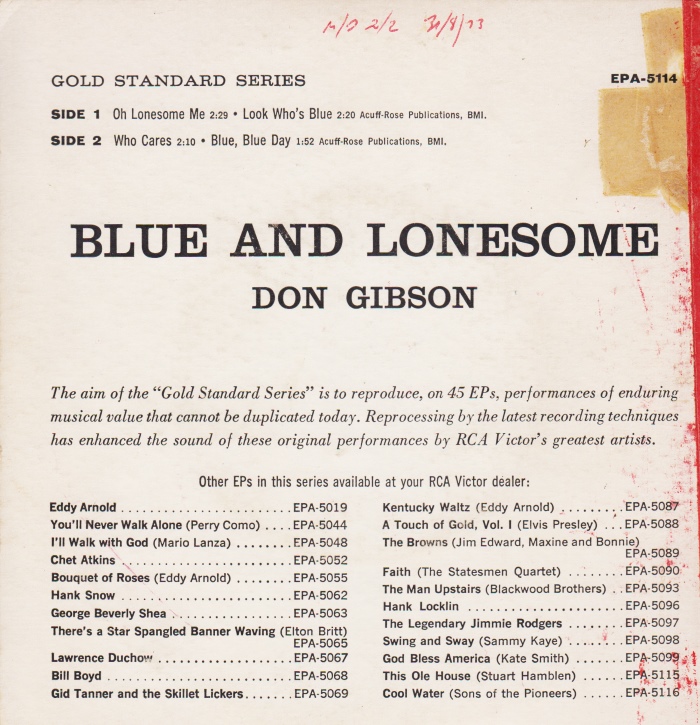 31/8/73
GOLD STANDARD SERIES
EPA-5114
SIDE 1 Oh Lonesome Me 2:29 • Look Who's Blue 2:20 Acuff-Rose Publications, BMI.
SIDE 2 Who Cares 2:10 • Blue, Blue Day 1:52 Acuff-Rose Publications, BMI.
BLUE AND LONESOME
DON GIBSON
The aim of the "Gold Standard Series" is to reproduce, on 45 EPs, performances of enduring
musical value that cannot be duplicated today. Reprocessing by the latest recording techniques
has enhanced the sound of these original performances by RCA Victor's greatest artists.
Other EPs in this series available at your RCA Victor dealer:
Eddy Arnold . . . . . . . . . . . . . . . . . . . . . . . . EPA-5019
You'll Never Walk Alone (Perry Como) . . . . EPA-5044
I'll Walk with God (Mario Lanza) . . . . . . . . EPA-5048
Chet Atkins . . . . . . . . . . . . . . . . . . . . . . . . EPA-5052
Bouquet of Roses (Eddy Arnold) . . . . . . . . EPA-5055
Hank Snow . . . . . . . . . . . . . . . . . . . . . . . . EPA-5062
George Beverly Shea . . . . . . . . . . . . . . . . . EPA-5063
There's a Star Spangled Banner Waving (Elton Britt)
EPA-5065
Lawrence Duchow . . . . . . . . . . . . . . . . . . . EPA-5067
Bill Boyd . . . . . . . . . . . . . . . . . . . . . . . . . . EPA-5068
Gid Tanner and the Skillet Lickers . . . . . . . EPA-5069
Kentucky Waltz (Eddy Arnold) . . . . . . . . . EPA-5087
A Touch of Gold, Vol. I (Elvis Presley) . . . EPA-5088
The Browns (Jim Edward, Maxine and Bonnie)
EPA-5089
Faith (The Statesmen Quartet) . . . . . . . . EPA-5090
The Man Upstairs (Blackwood Brothers) . . EPA-5093
Hank Locklin . . . . . . . . . . . . . . . . . . . . . . EPA-5096
The Legendary Jimmie Rodgers . . . . . . . . EPA-5097
Swing and Sway (Sammy Kaye) . . . . . . . . EPA-5098
God Bless America (Kate Smith) . . . . . . . EPA-5099
This Ole House (Stuart Hamblen) . . . . . . EPA-5115
Cool Water (Sons of the Pioneers) . . . . . . EPA-5116